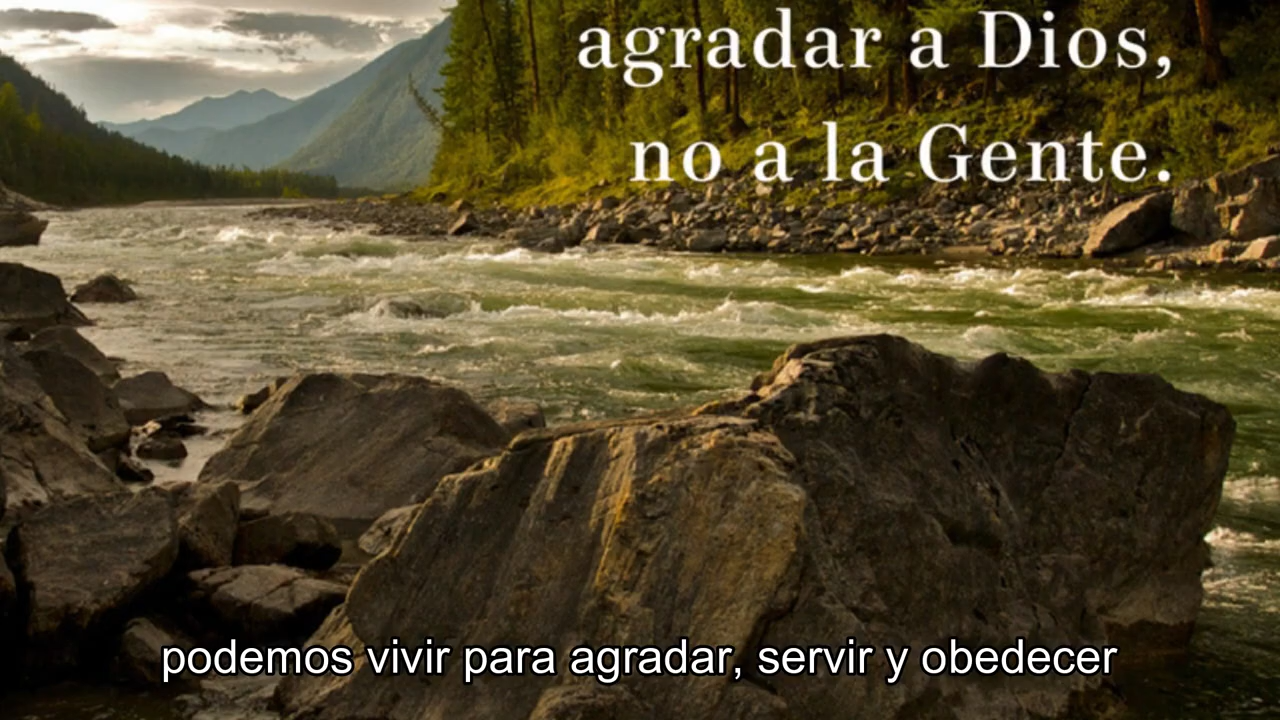 agradar a Dios,
no a la Gente.
podemos vivir para agradar, servir y obedecer